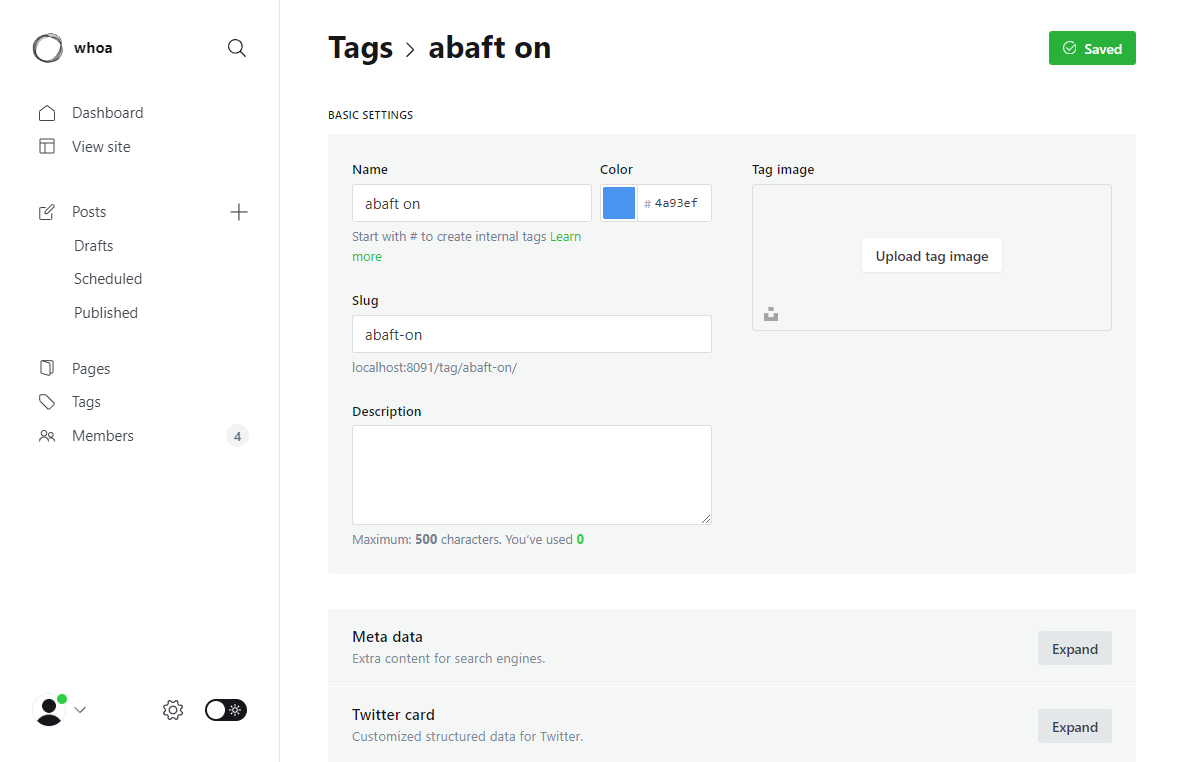 whoa
Dashboard
View site
Posts
Drafts
Scheduled
Published
Pages
Tags
Members 4
Tags > abaft on
Saved
BASIC SETTINGS
Name
abaft on
Color
# 4a93ef
Start with # to create internal tags Learn
more
Slug
abaft-on
localhost:8091/tag/abaft-on/
Description
Maximum: 500 characters. You’ve used 0
Tag image
Upload tag image
Meta data
Extra content for search engines.
Expand
Twitter card
Customized structured data for Twitter.
Expand